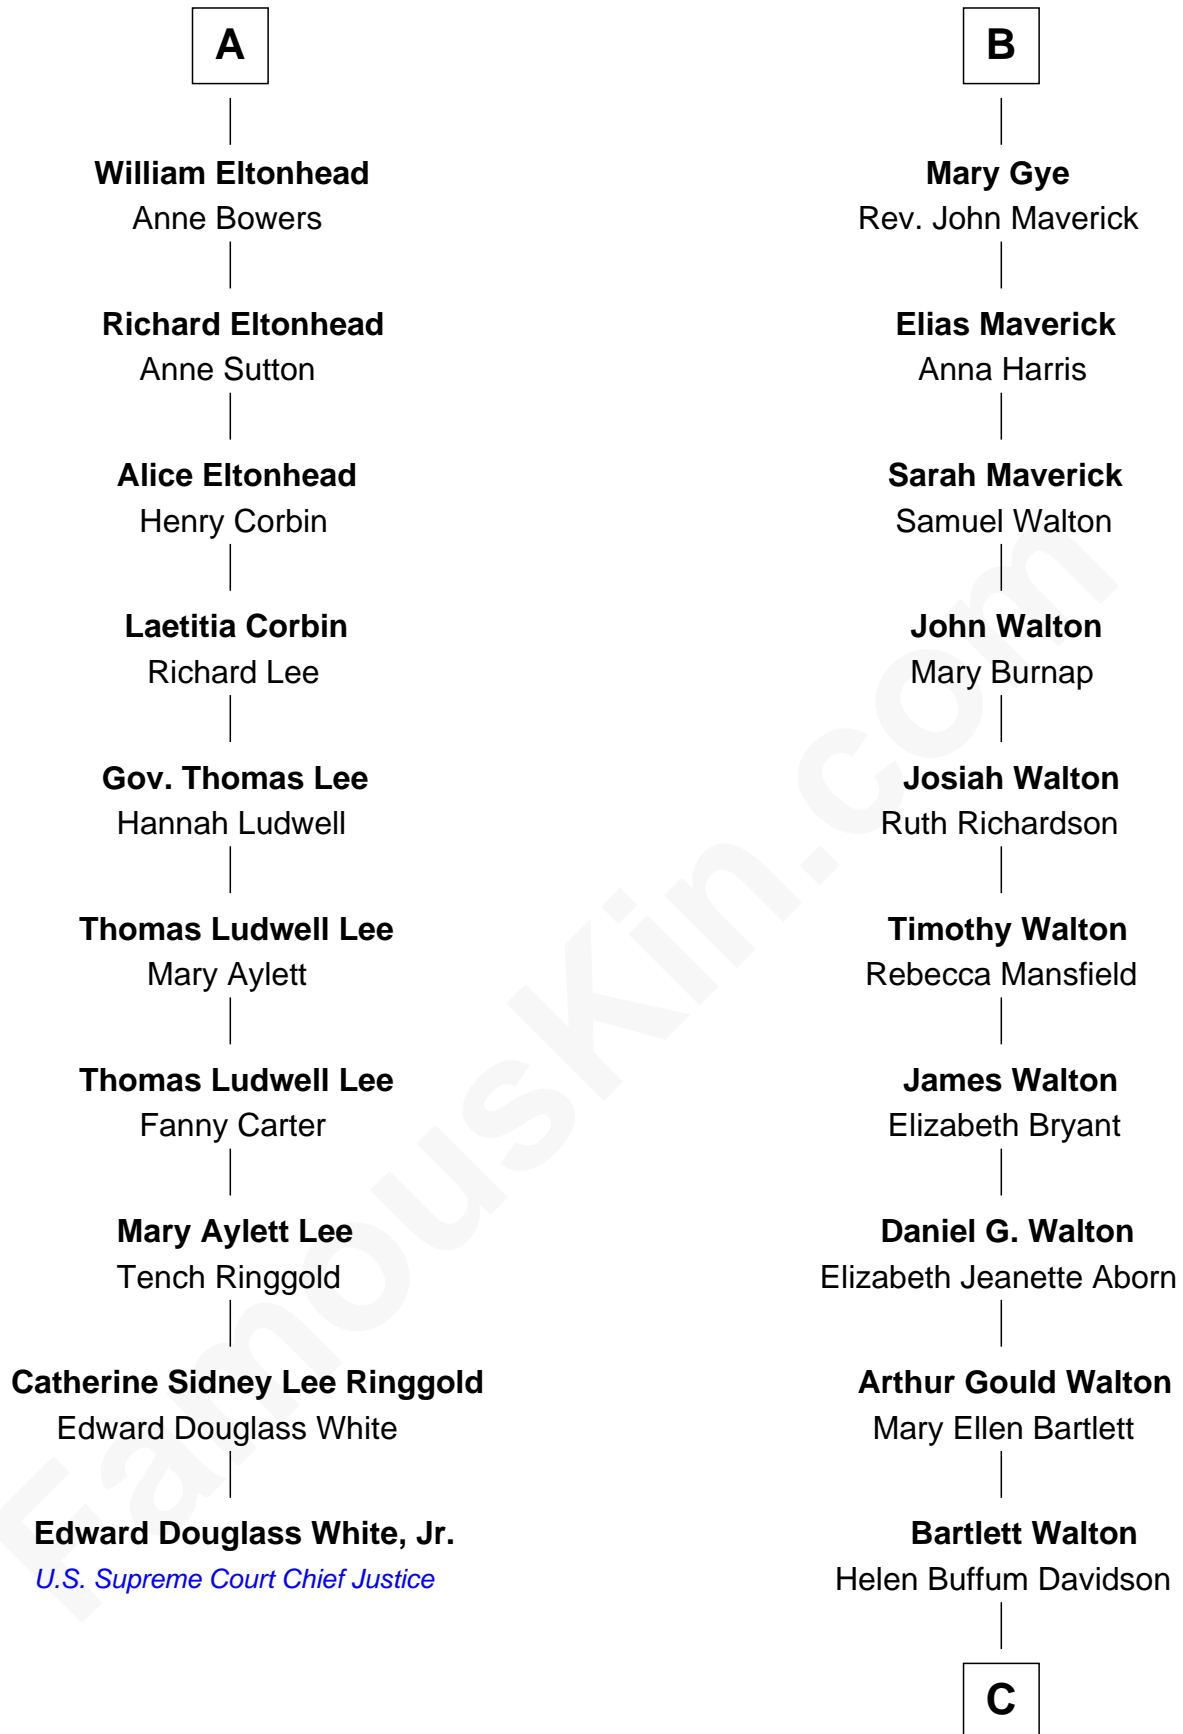 A
William Eltonhead
Anne Bowers
Richard Eltonhead
Anne Sutton
Alice Eltonhead
Henry Corbin
Laetitia Corbin
Richard Lee
Gov. Thomas Lee
Hannah Ludwell
Thomas Ludwell Lee
Mary Aylett
Thomas Ludwell Lee
Fanny Carter
Mary Aylett Lee
Tench Ringgold
Catherine Sidney Lee Ringgold
Edward Douglass White
Edward Douglass White, Jr.
U.S. Supreme Court Chief Justice
B
Mary Gye
Rev. John Maverick
Elias Maverick
Anna Harris
Sarah Maverick
Samuel Walton
John Walton
Mary Burnap
Josiah Walton
Ruth Richardson
Timothy Walton
Rebecca Mansfield
James Walton
Elizabeth Bryant
Daniel G. Walton
Elizabeth Jeanette Aborn
Arthur Gould Walton
Mary Ellen Bartlett
Bartlett Walton
Helen Buffum Davidson
C
FamousKin.com